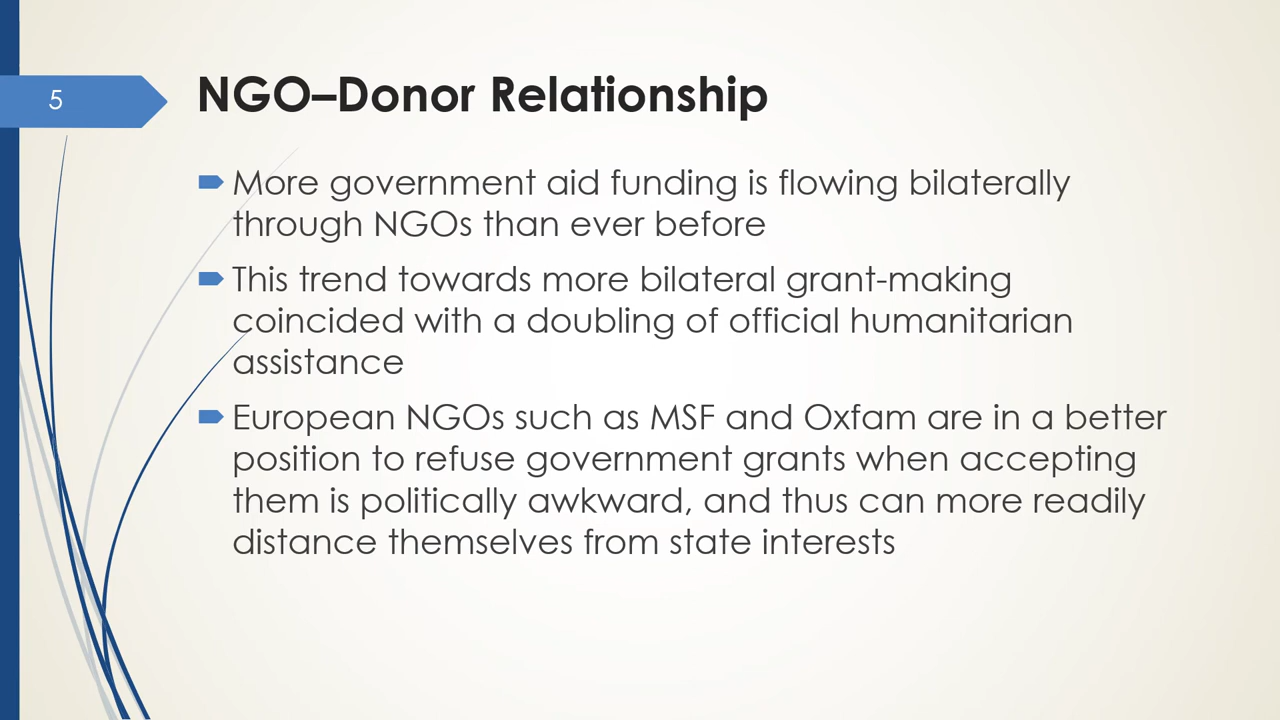 5
NGO–Donor Relationship
More government aid funding is flowing bilaterally
through NGOs than ever before
This trend towards more bilateral grant-making
coincided with a doubling of official humanitarian
assistance
European NGOs such as MSF and Oxfam are in a better
position to refuse government grants when accepting
them is politically awkward, and thus can more readily
distance themselves from state interests